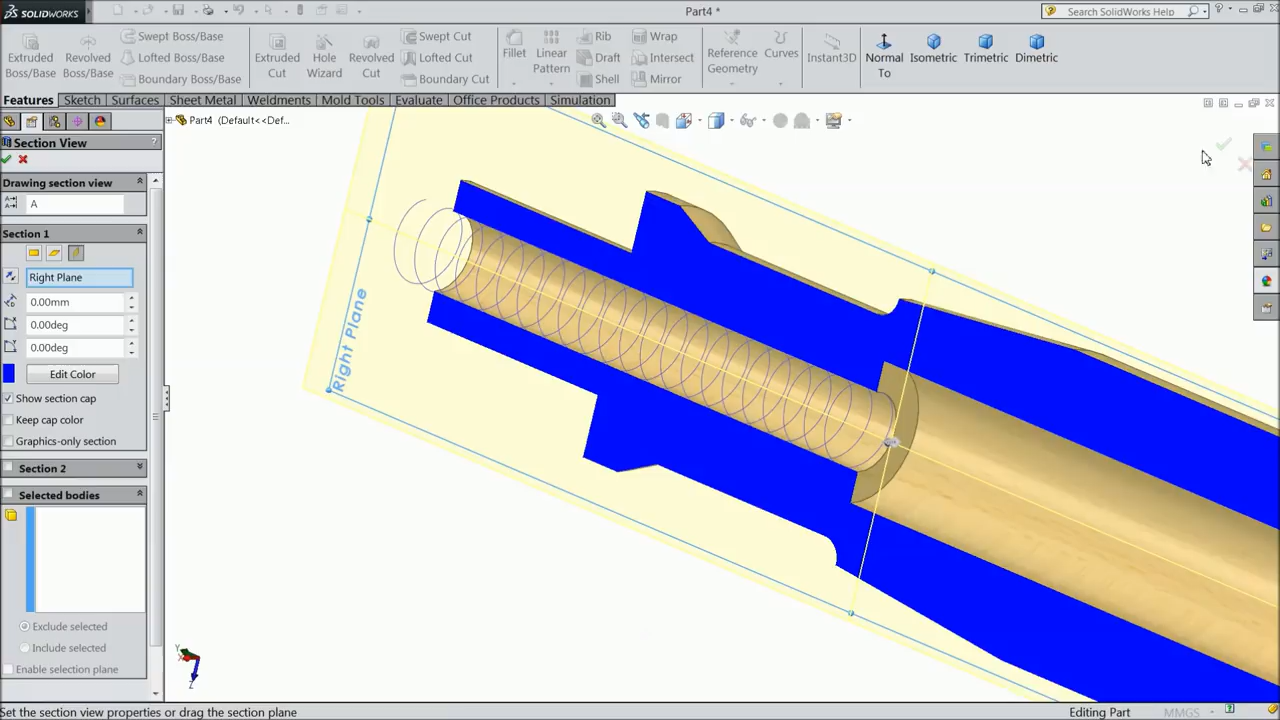 SOLIDWORKS
Part4 *
Search SolidWorks Help
Extruded Boss/Base
Revolved Boss/Base
Swept Boss/Base
Lofted Boss/Base
Boundary Boss/Base
Extruded Cut
Hole Wizard
Revolved Cut
Swept Cut
Lofted Cut
Boundary Cut
Fillet
Linear Pattern
Rib
Draft
Shell
Wrap
Intersect
Mirror
Reference Geometry
Curves
Instant3D
Normal To
Isometric
Trimetric
Dimetric
Features
Sketch
Surfaces
Sheet Metal
Weldments
Mold Tools
Evaluate
Office Products
Simulation
Part4 (Default<<Def...
Section View
?
Drawing section view
A
Section 1
Right Plane
0.00mm
0.00deg
0.00deg
Edit Color
Show section cap
Keep cap color
Graphics-only section
Section 2
Selected bodies
Exclude selected
Include selected
Enable selection plane
Right Plane
Y
X
Z
Set the section view properties or drag the section plane
Editing Part
MMGS